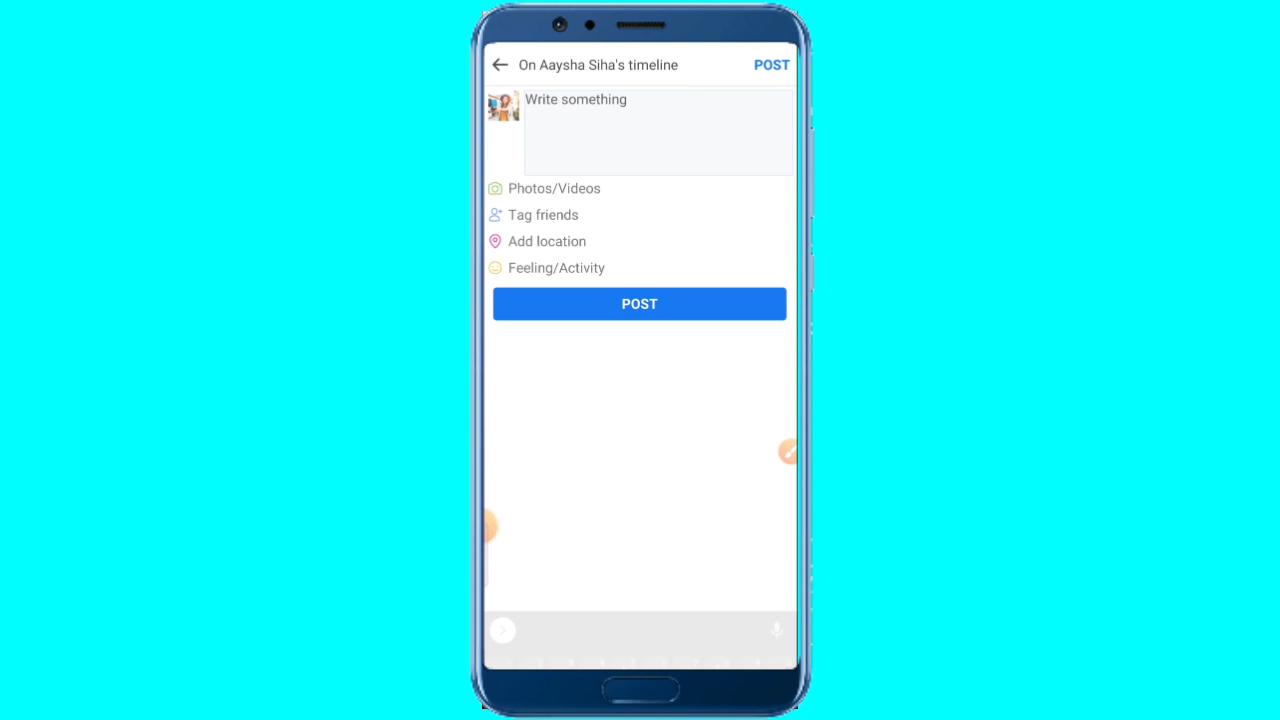 On Aaysha Siha's timeline POST
Write something
Photos/Videos
Tag friends
Add location
Feeling/Activity
POST